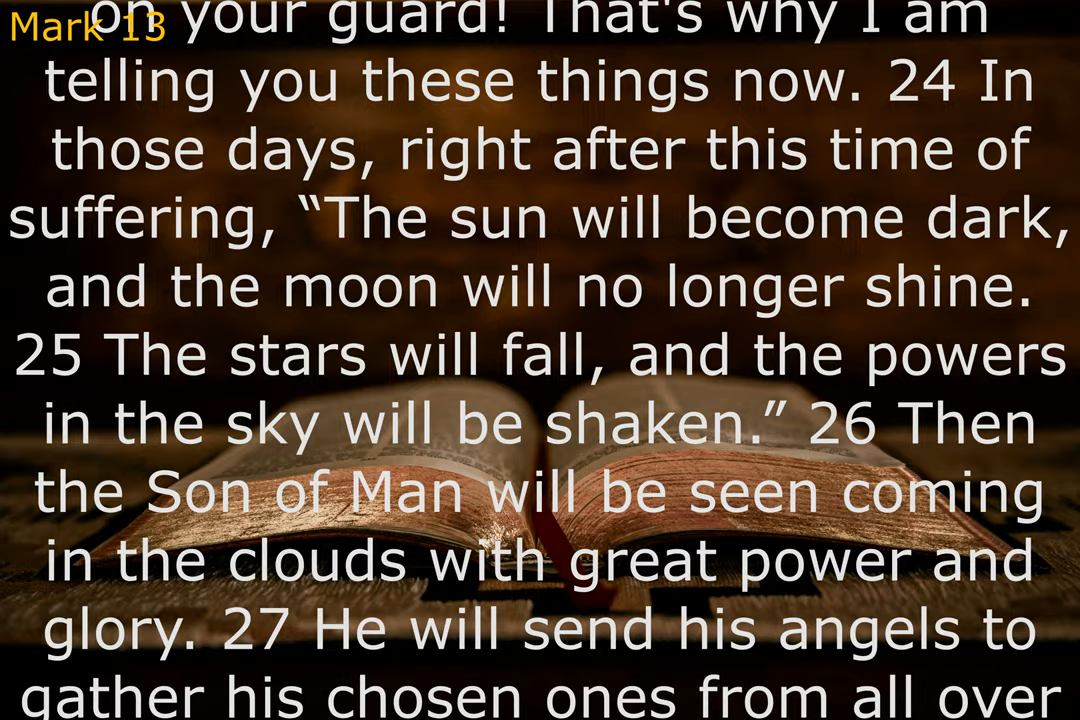 Mark 13
on your guard! That's why I am
telling you these things now. 24 In
those days, right after this time of
suffering, “The sun will become dark,
and the moon will no longer shine.
25 The stars will fall, and the powers
in the sky will be shaken.” 26 Then
the Son of Man will be seen coming
in the clouds with great power and
glory. 27 He will send his angels to
gather his chosen ones from all over